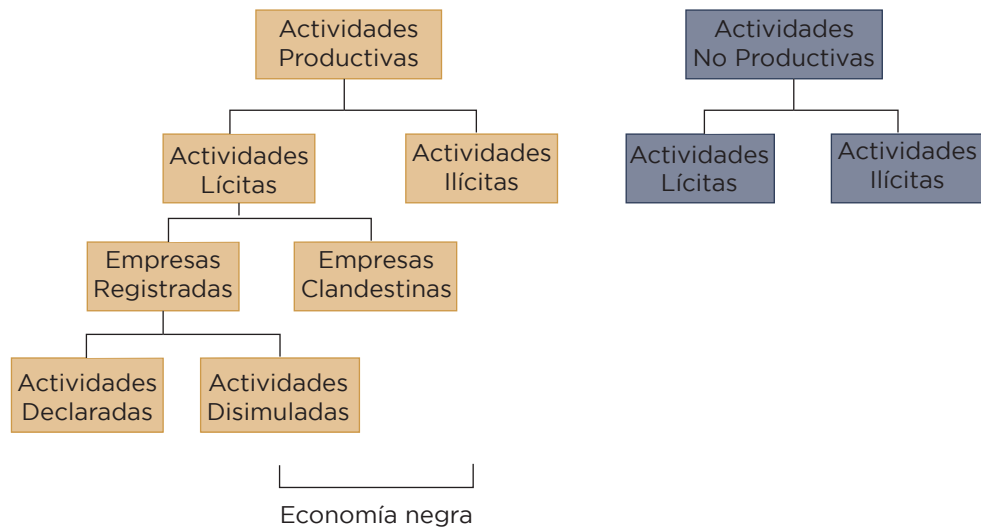 Actividades
Productivas
Actividades
No Productivas
Actividades
Lícitas
Actividades
Ilícitas
Actividades
Lícitas
Actividades
Ilícitas
Empresas
Registradas
Empresas
Clandestinas
Actividades
Declaradas
Actividades
Disimuladas
Economía negra